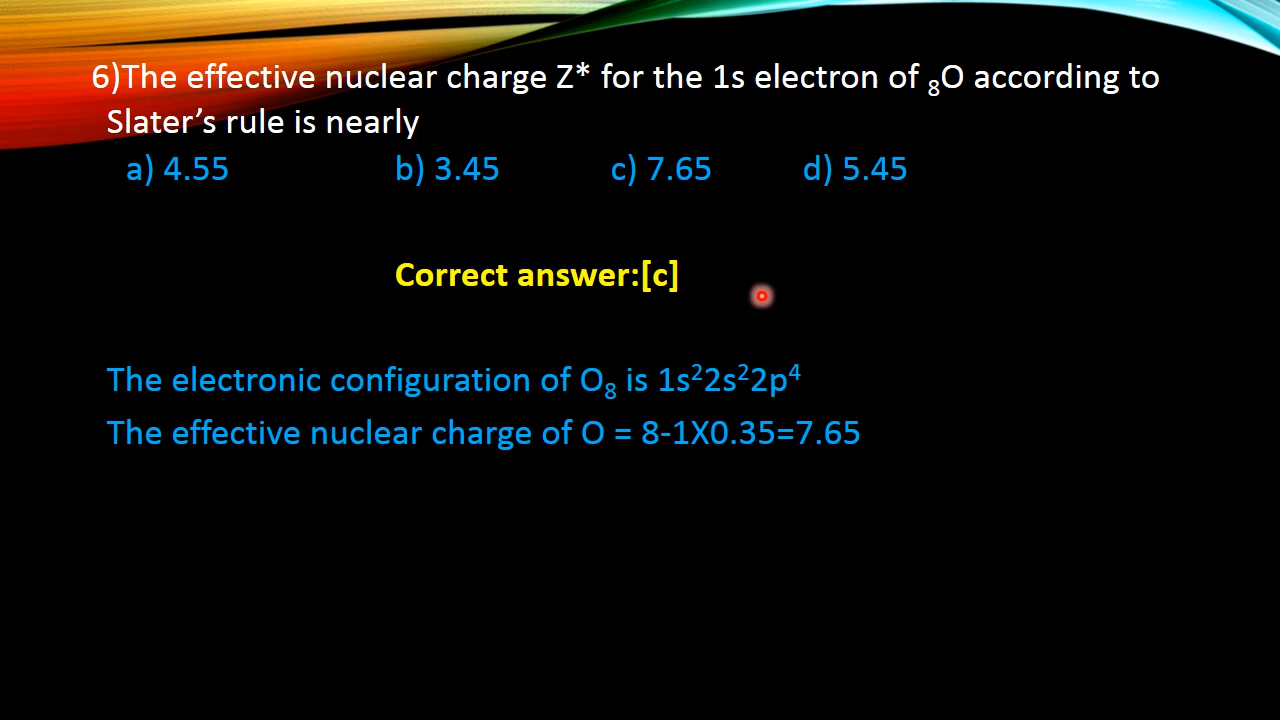 6)The effective nuclear charge Z* for the 1s electron of ₈O according to
Slater’s rule is nearly
a) 4.55 b) 3.45 c) 7.65 d) 5.45
Correct answer:[c]
The electronic configuration of O₈ is 1s²2s²2p⁴
The effective nuclear charge of O = 8-1X0.35=7.65